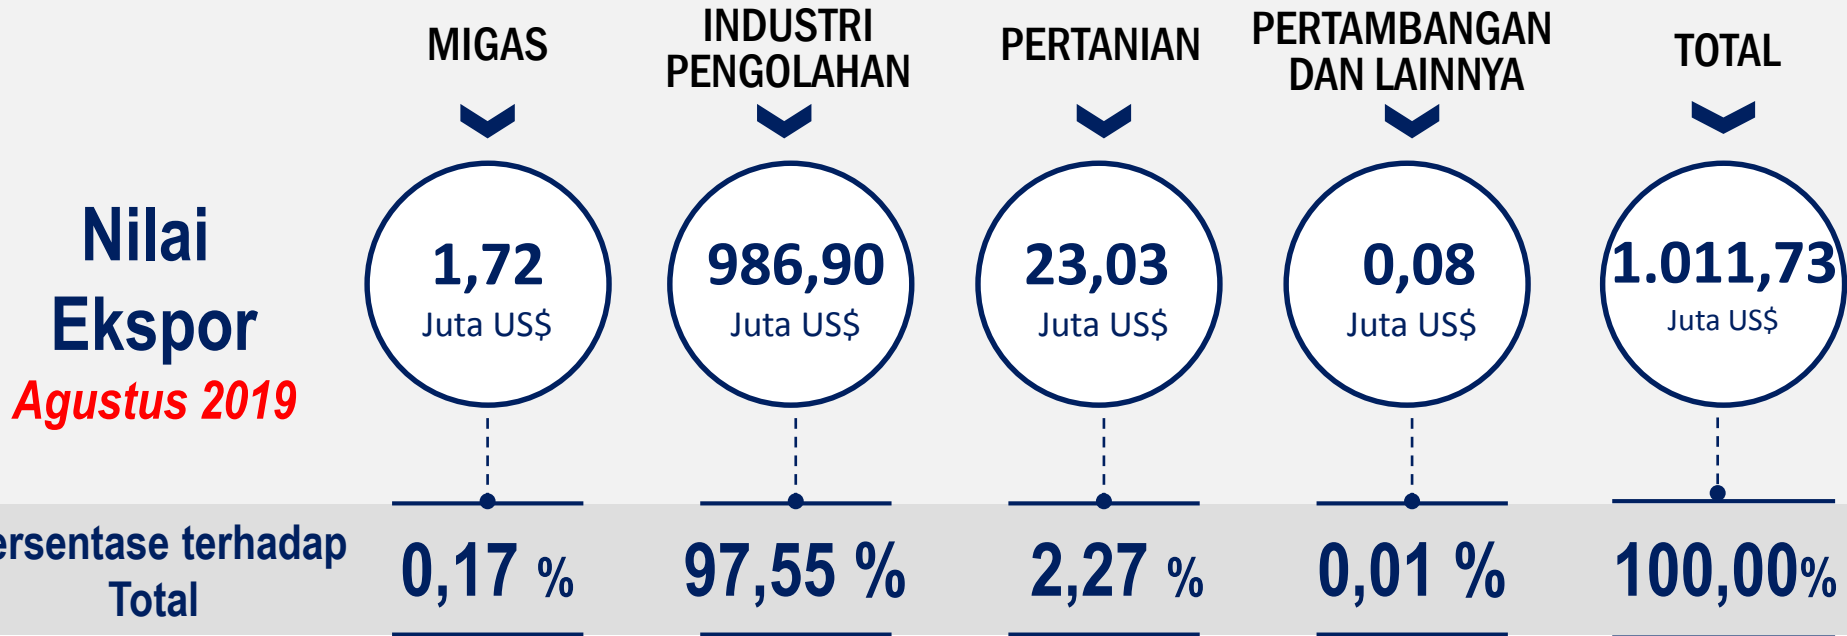 MIGAS
INDUSTRI
PENGOLAHAN
PERTANIAN
PERTAMBANGAN
DAN LAINNYA
TOTAL
Nilai
Ekspor
Agustus 2019
1,72
Juta US$
986,90
Juta US$
23,03
Juta US$
0,08
Juta US$
1.011,73
Juta US$
ersentase terhadap
Total
0,17 %
97,55 %
2,27 %
0,01 %
100,00%